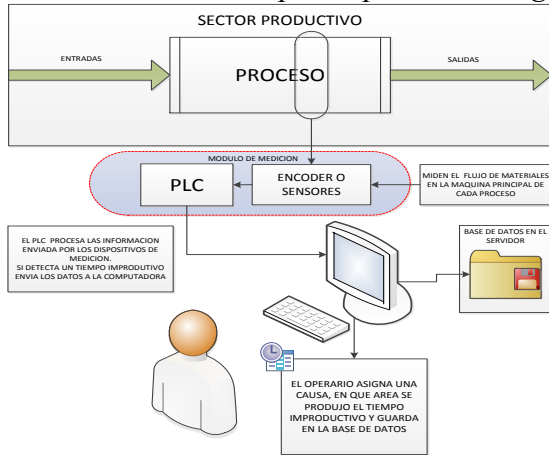 SECTOR PRODUCTIVO
ENTRADAS
PROCESO
SALIDAS
MODULO DE MEDICION
PLC
ENCODER O
SENSORES
MIDEN EL FLUJO DE MATERIALES
EN LA MAQUINA PRINCIPAL DE
CADA PROCESO
EL PLC PROCESA LAS INFORMACION
ENVIADA POR LOS DISPOSITIVOS DE
MEDICION.
SI DETECTA UN TIEMPO IMPRODUTIVO
ENVIA LOS DATOS A LA COMPUTADORA
BASE DE DATOS EN EL
SERVIDOR
EL OPERARIO ASIGNA UNA
CAUSA, EN QUE AREA SE
PRODUJO EL TIEMPO
IMPRODUCTIVO Y GUARDA
EN LA BASE DE DATOS